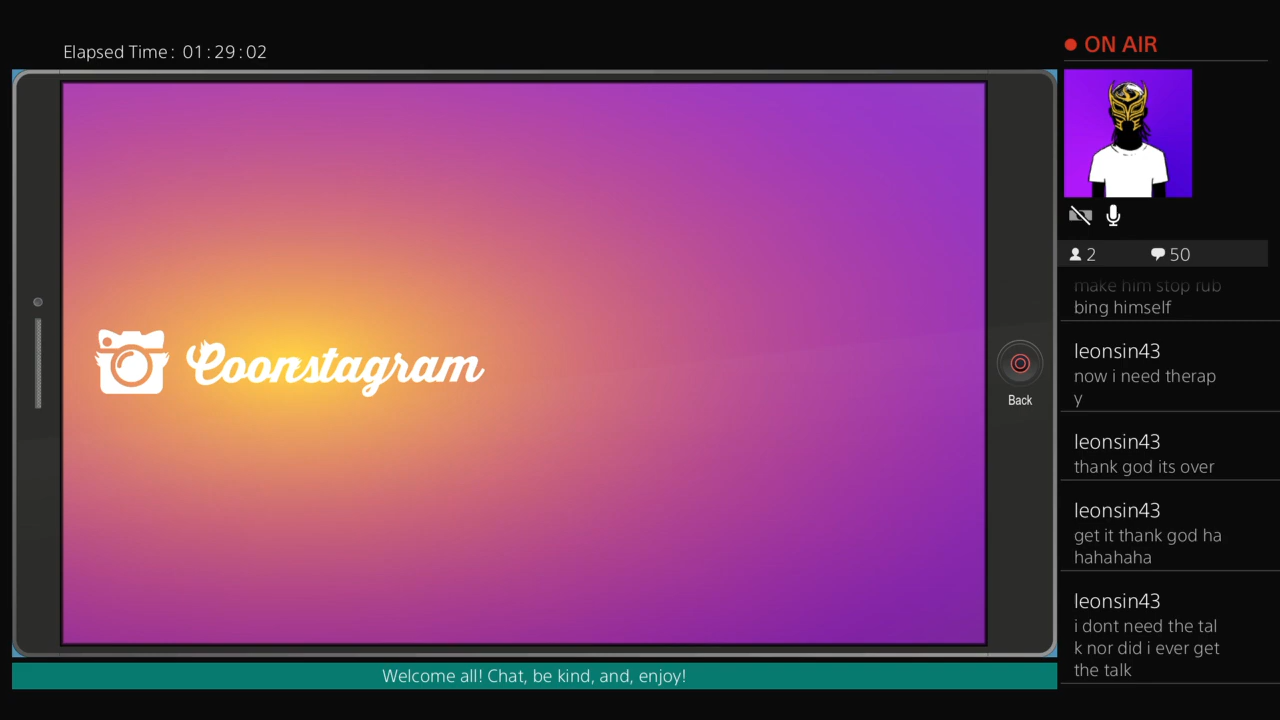 Elapsed Time: 01:29:02
ON AIR
Coonstagram
Back
2
50
make him stop rub
bing himself
leonsin43
now i need therap
y
leonsin43
thank god its over
leonsin43
get it thank god ha
hahahaha
leonsin43
i dont need the tal
k nor did i ever get
the talk
Welcome all! Chat, be kind, and, enjoy!